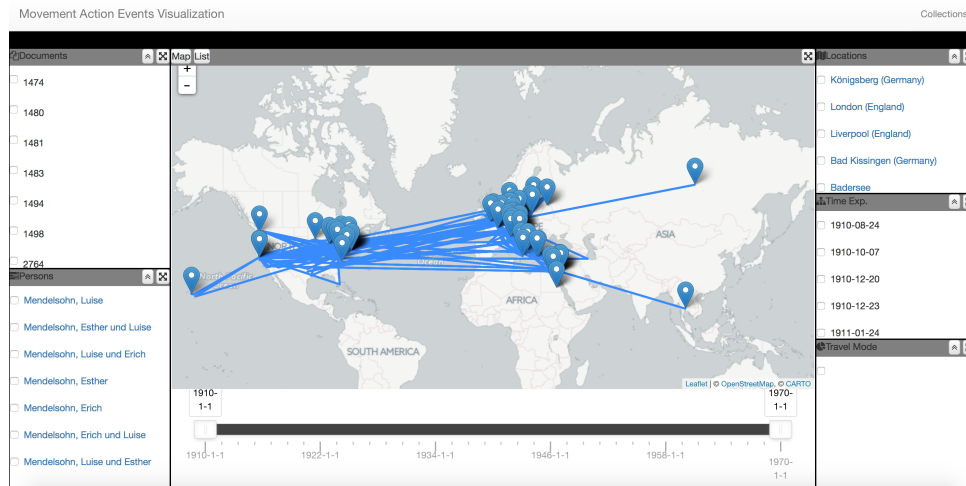 Movement Action Events Visualization
Collections
Documents
1474
1480
1481
1483
1494
1498
2764
Persons
Mendelsohn, Luise
Mendelsohn, Esther und Luise
Mendelsohn, Luise und Erich
Mendelsohn, Esther
Mendelsohn, Erich
Mendelsohn, Erich und Luise
Mendelsohn, Luise und Esther
Map List
+
−
ASIA
AFRICA
SOUTH AMERICA
Leaflet | © OpenStreetMap, © CARTO
1910-
1-1
1970-
1-1
1910-1-1
1922-1-1
1934-1-1
1946-1-1
1958-1-1
1970-
1-1
Locations
Königsberg (Germany)
London (England)
Liverpool (England)
Bad Kissingen (Germany)
Badersee
Time Exp.
1910-08-24
1910-10-07
1910-12-20
1910-12-23
1911-01-24
Travel Mode